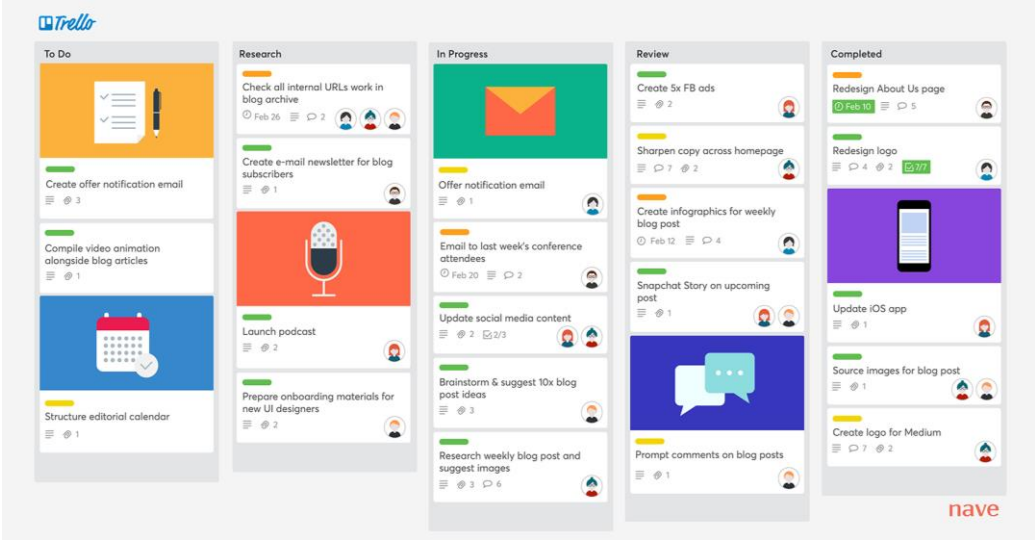 Trello
To Do
Create offer notification email
3
Compile video animation
alongside blog articles
1
Structure editorial calendar
1
Research
Check all internal URLs work in
blog archive
Feb 26 2
Create e-mail newsletter for blog
subscribers
1
Launch podcast
2
Prepare onboarding materials for
new UI designers
2
In Progress
Offer notification email
1
Email to last week's conference
attendees
Feb 20 2
Update social media content
2 2/3
Brainstorm & suggest 10x blog
post ideas
3
Research weekly blog post and
suggest images
3 6
Review
Create 5x FB ads
2
Sharpen copy across homepage
7 2
Create infographics for weekly
blog post
Feb 12 4
Snapchat Story on upcoming
post
1
Prompt comments on blog posts
1
Completed
Redesign About Us page
Feb 10 5
Redesign logo
4 2 7/7
Update iOS app
1
Source images for blog post
1
Create logo for Medium
7 2
nave